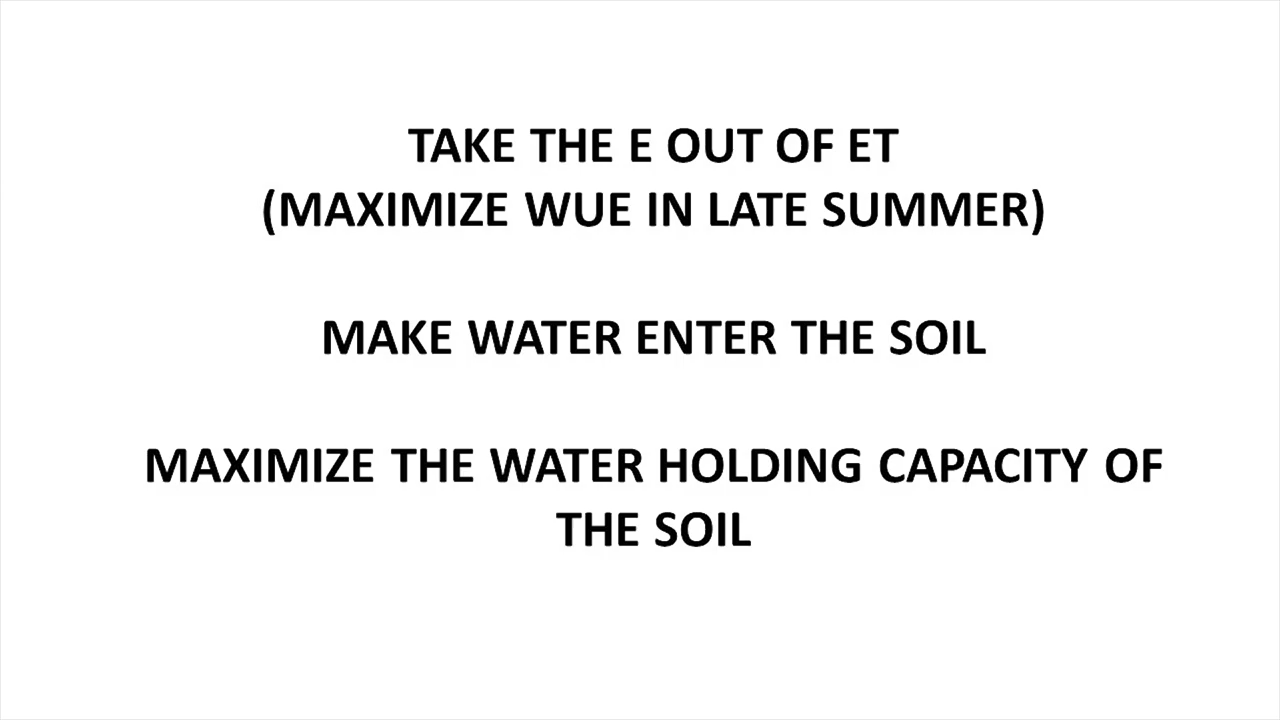 TAKE THE E OUT OF ET
(MAXIMIZE WUE IN LATE SUMMER)
MAKE WATER ENTER THE SOIL
MAXIMIZE THE WATER HOLDING CAPACITY OF
THE SOIL